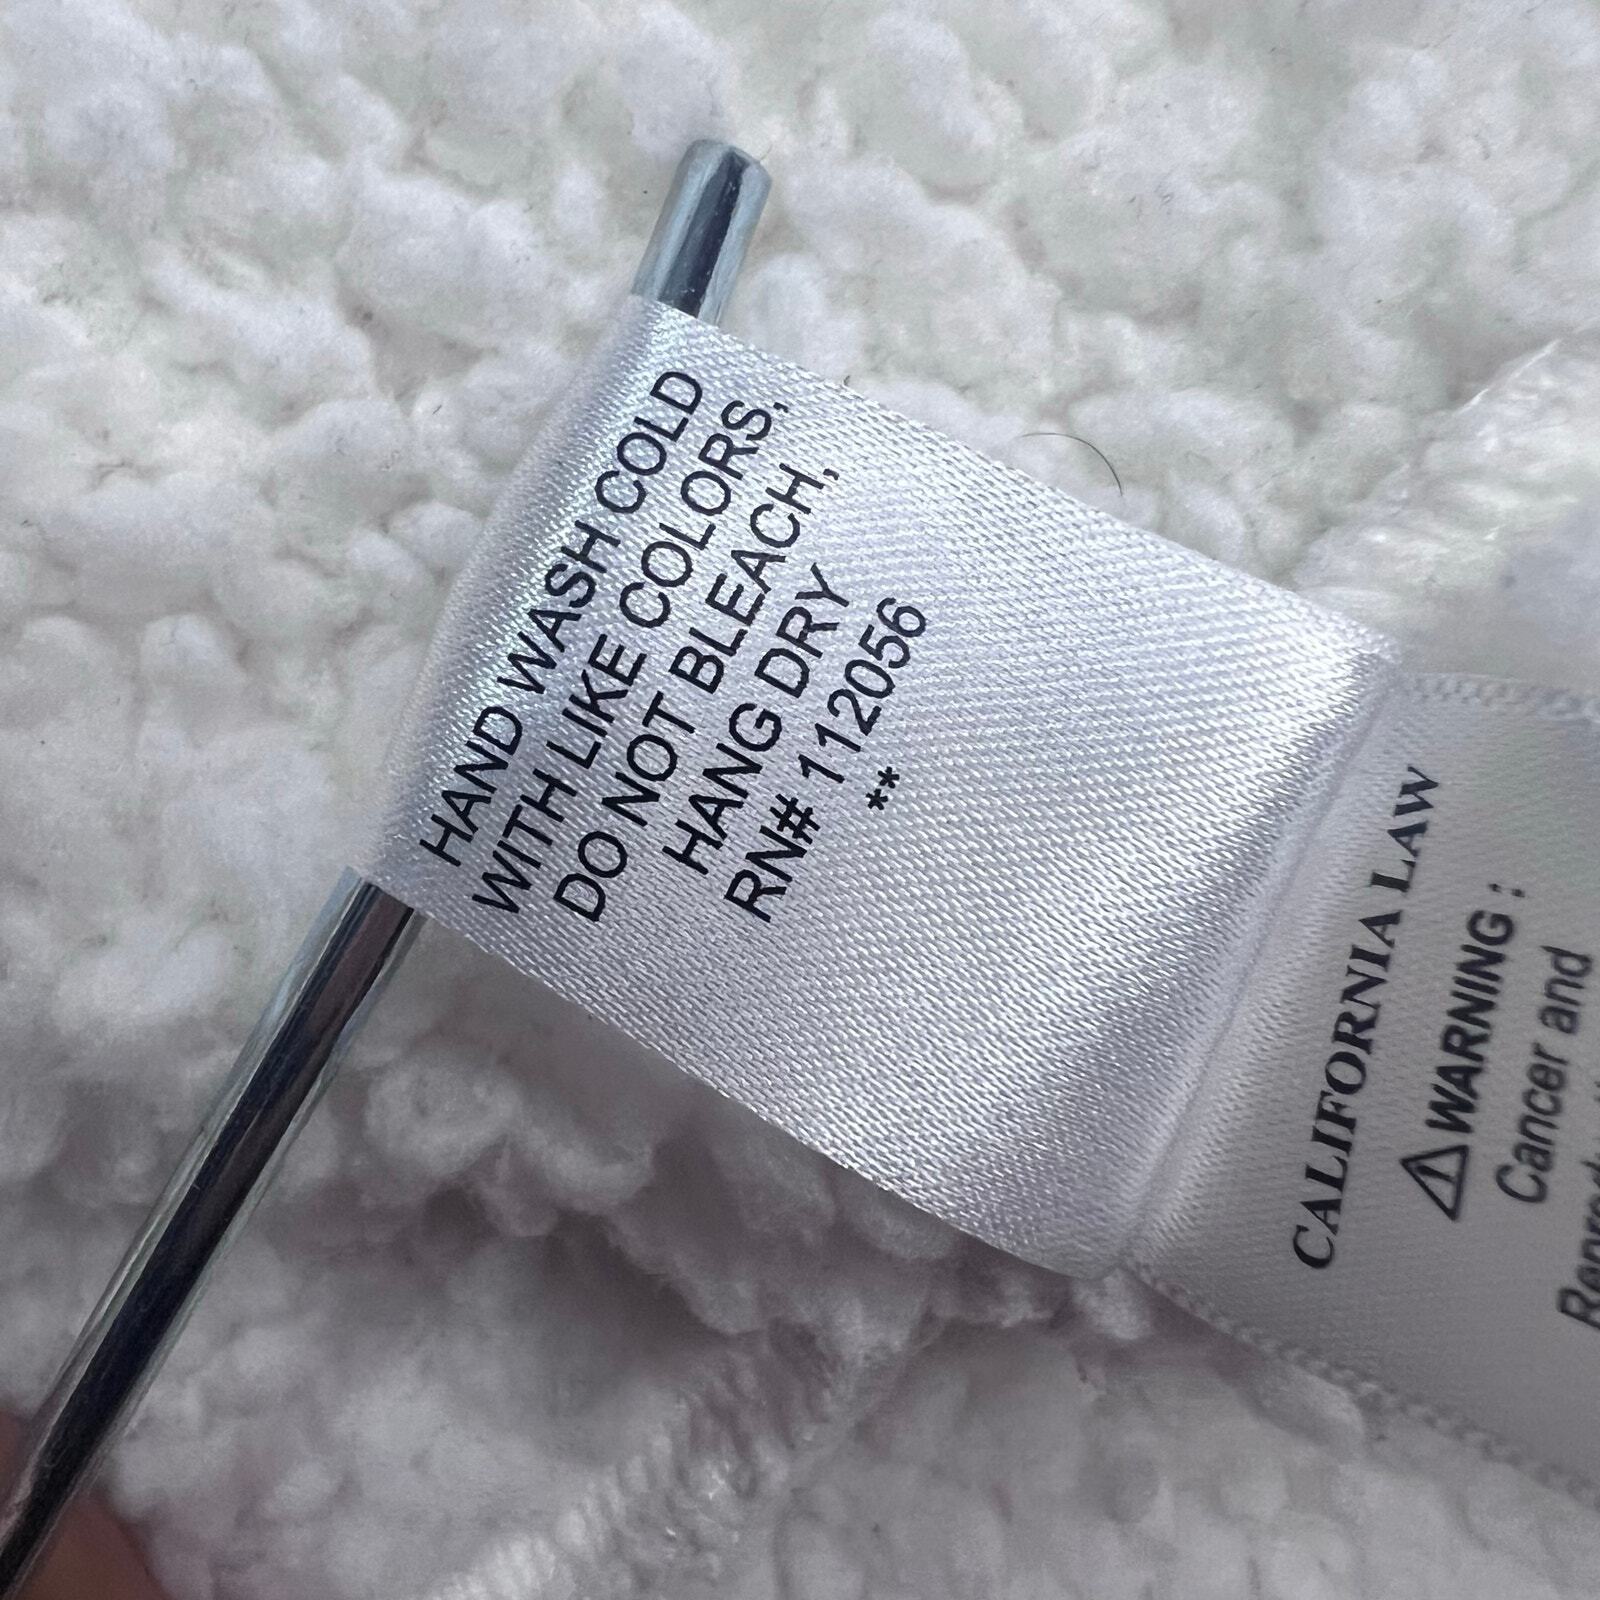 HAND WASH COLD
WITH LIKE COLORS,
DO NOT BLEACH,
HANG DRY
RN# 112056
**
CALIFORNIA LAW
⚠WARNING :
Cancer and